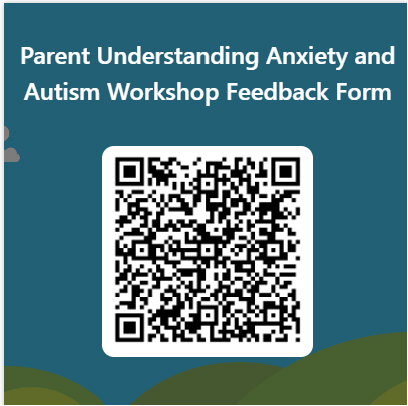 Parent Understanding Anxiety and
Autism Workshop Feedback Form